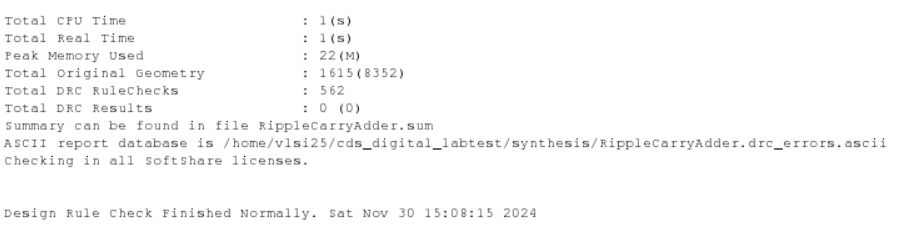 Total CPU Time : 1(s)
Total Real Time : 1(s)
Peak Memory Used : 22(M)
Total Original Geometry : 1615(8352)
Total DRC RuleChecks : 562
Total DRC Results : 0 (0)
Summary can be found in file RippleCarryAdder.sum
ASCII report database is /home/vlsi25/cds_digital_labtest/synthesis/RippleCarryAdder.drc_errors.ascii
Checking in all SoftShare licenses.
Design Rule Check Finished Normally. Sat Nov 30 15:08:15 2024